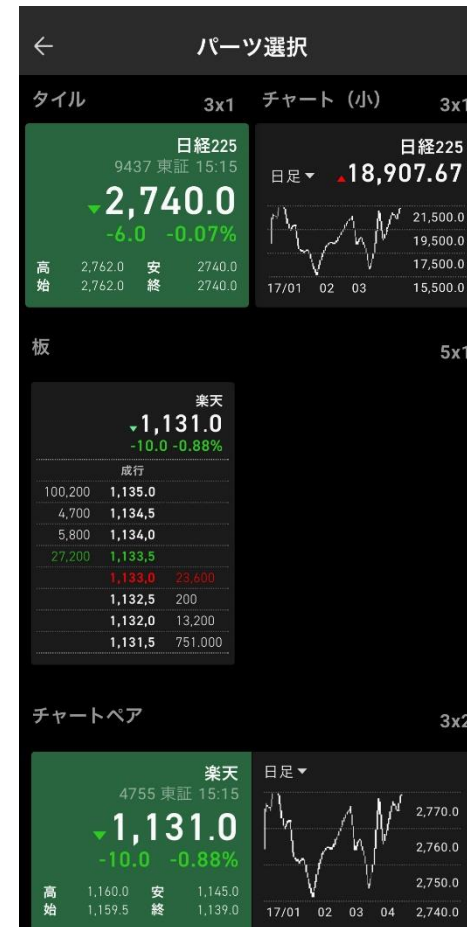 パーツ選択
タイル 3x1
日経225
9437 東証 15:15
2,740.0
-6.0 -0.07%
高 2,762.0 安 2740.0
始 2,762.0 終 2740.0
チャート（小） 3x1
日経225
日足 18,907.67
21,500.0
19,500.0
17,500.0
15,500.0
17/01 02 03
板 5x1
楽天
1,131.0
-10.0 -0.88%
成行
100,200 1,135.0
4,700 1,134,5
5,800 1,134,0
27,200 1,133,5
1,133,0 23,600
1,132,5 200
1,132,0 13,200
1,131,5 751.000
チャートペア 3x2
楽天
4755 東証 15:15
1,131.0
-10.0 -0.88%
高 1,160.0 安 1,145.0
始 1,159.5 終 1,139.0
日足
2,770.0
2,760.0
2,750.0
2,740.0
17/01 02 03 04